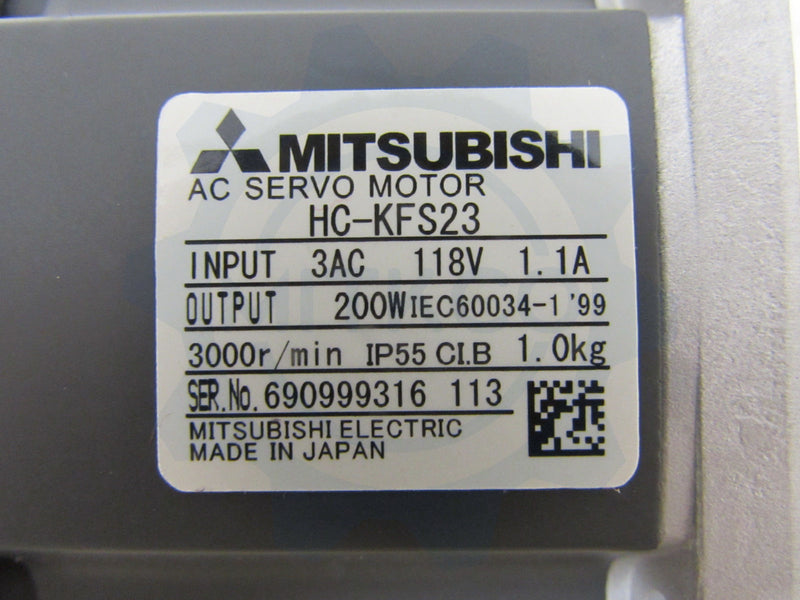 MITSUBISHI
AC SERVO MOTOR
HC-KFS23
INPUT 3AC 118V 1.1A
OUTPUT 200W IEC60034-1 '99
3000r/min IP55 CI.B 1.0kg
SER.No. 690999316 113
MITSUBISHI ELECTRIC
MADE IN JAPAN